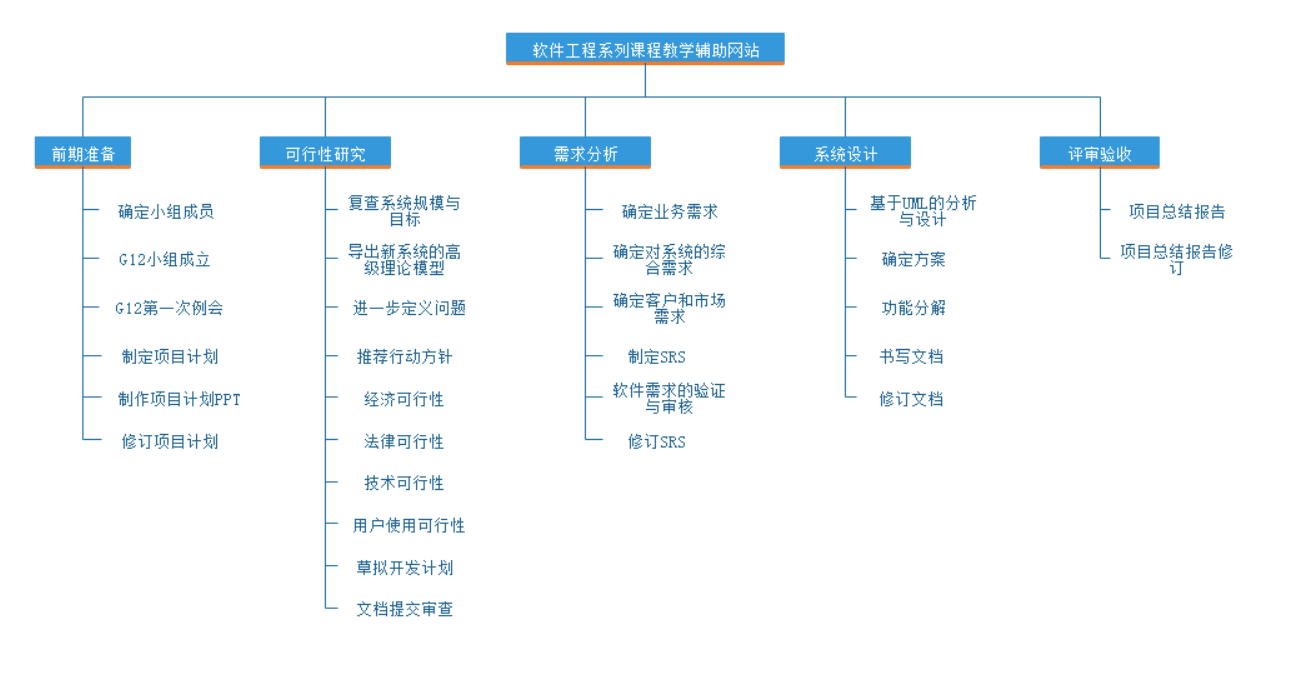 软件工程系列课程教学辅助网站
前期准备
确定小组成员
G12小组成立
G12第一次例会
制定项目计划
制作项目计划PPT
修订项目计划
可行性研究
复查系统规模与
目标
导出新系统的高
级理论模型
进一步定义问题
推荐行动方针
经济可行性
法律可行性
技术可行性
用户使用可行性
草拟开发计划
文档提交审查
需求分析
确定业务需求
确定对系统的综
合需求
确定客户和市场
需求
制定SRS
软件需求的验证
与审核
修订SRS
系统设计
基于UML的分析
与设计
确定方案
功能分解
书写文档
修订文档
评审验收
项目总结报告
项目总结报告修
订